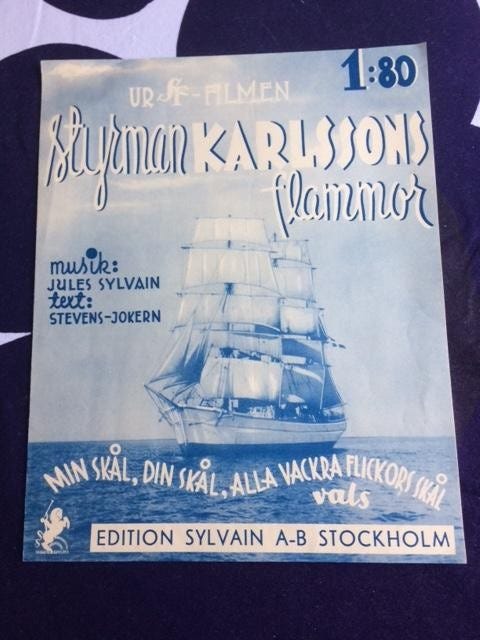 1:80
UR SF-FILMEN
Styrman KARLSSONS
flammor
musik:
JULES SYLVAIN
text:
STEVENS-JOKERN
MIN SKÅL, DIN SKÅL, ALLA VACKRA FLICKORS SKÅL
vals
EDITION SYLVAIN A-B STOCKHOLM